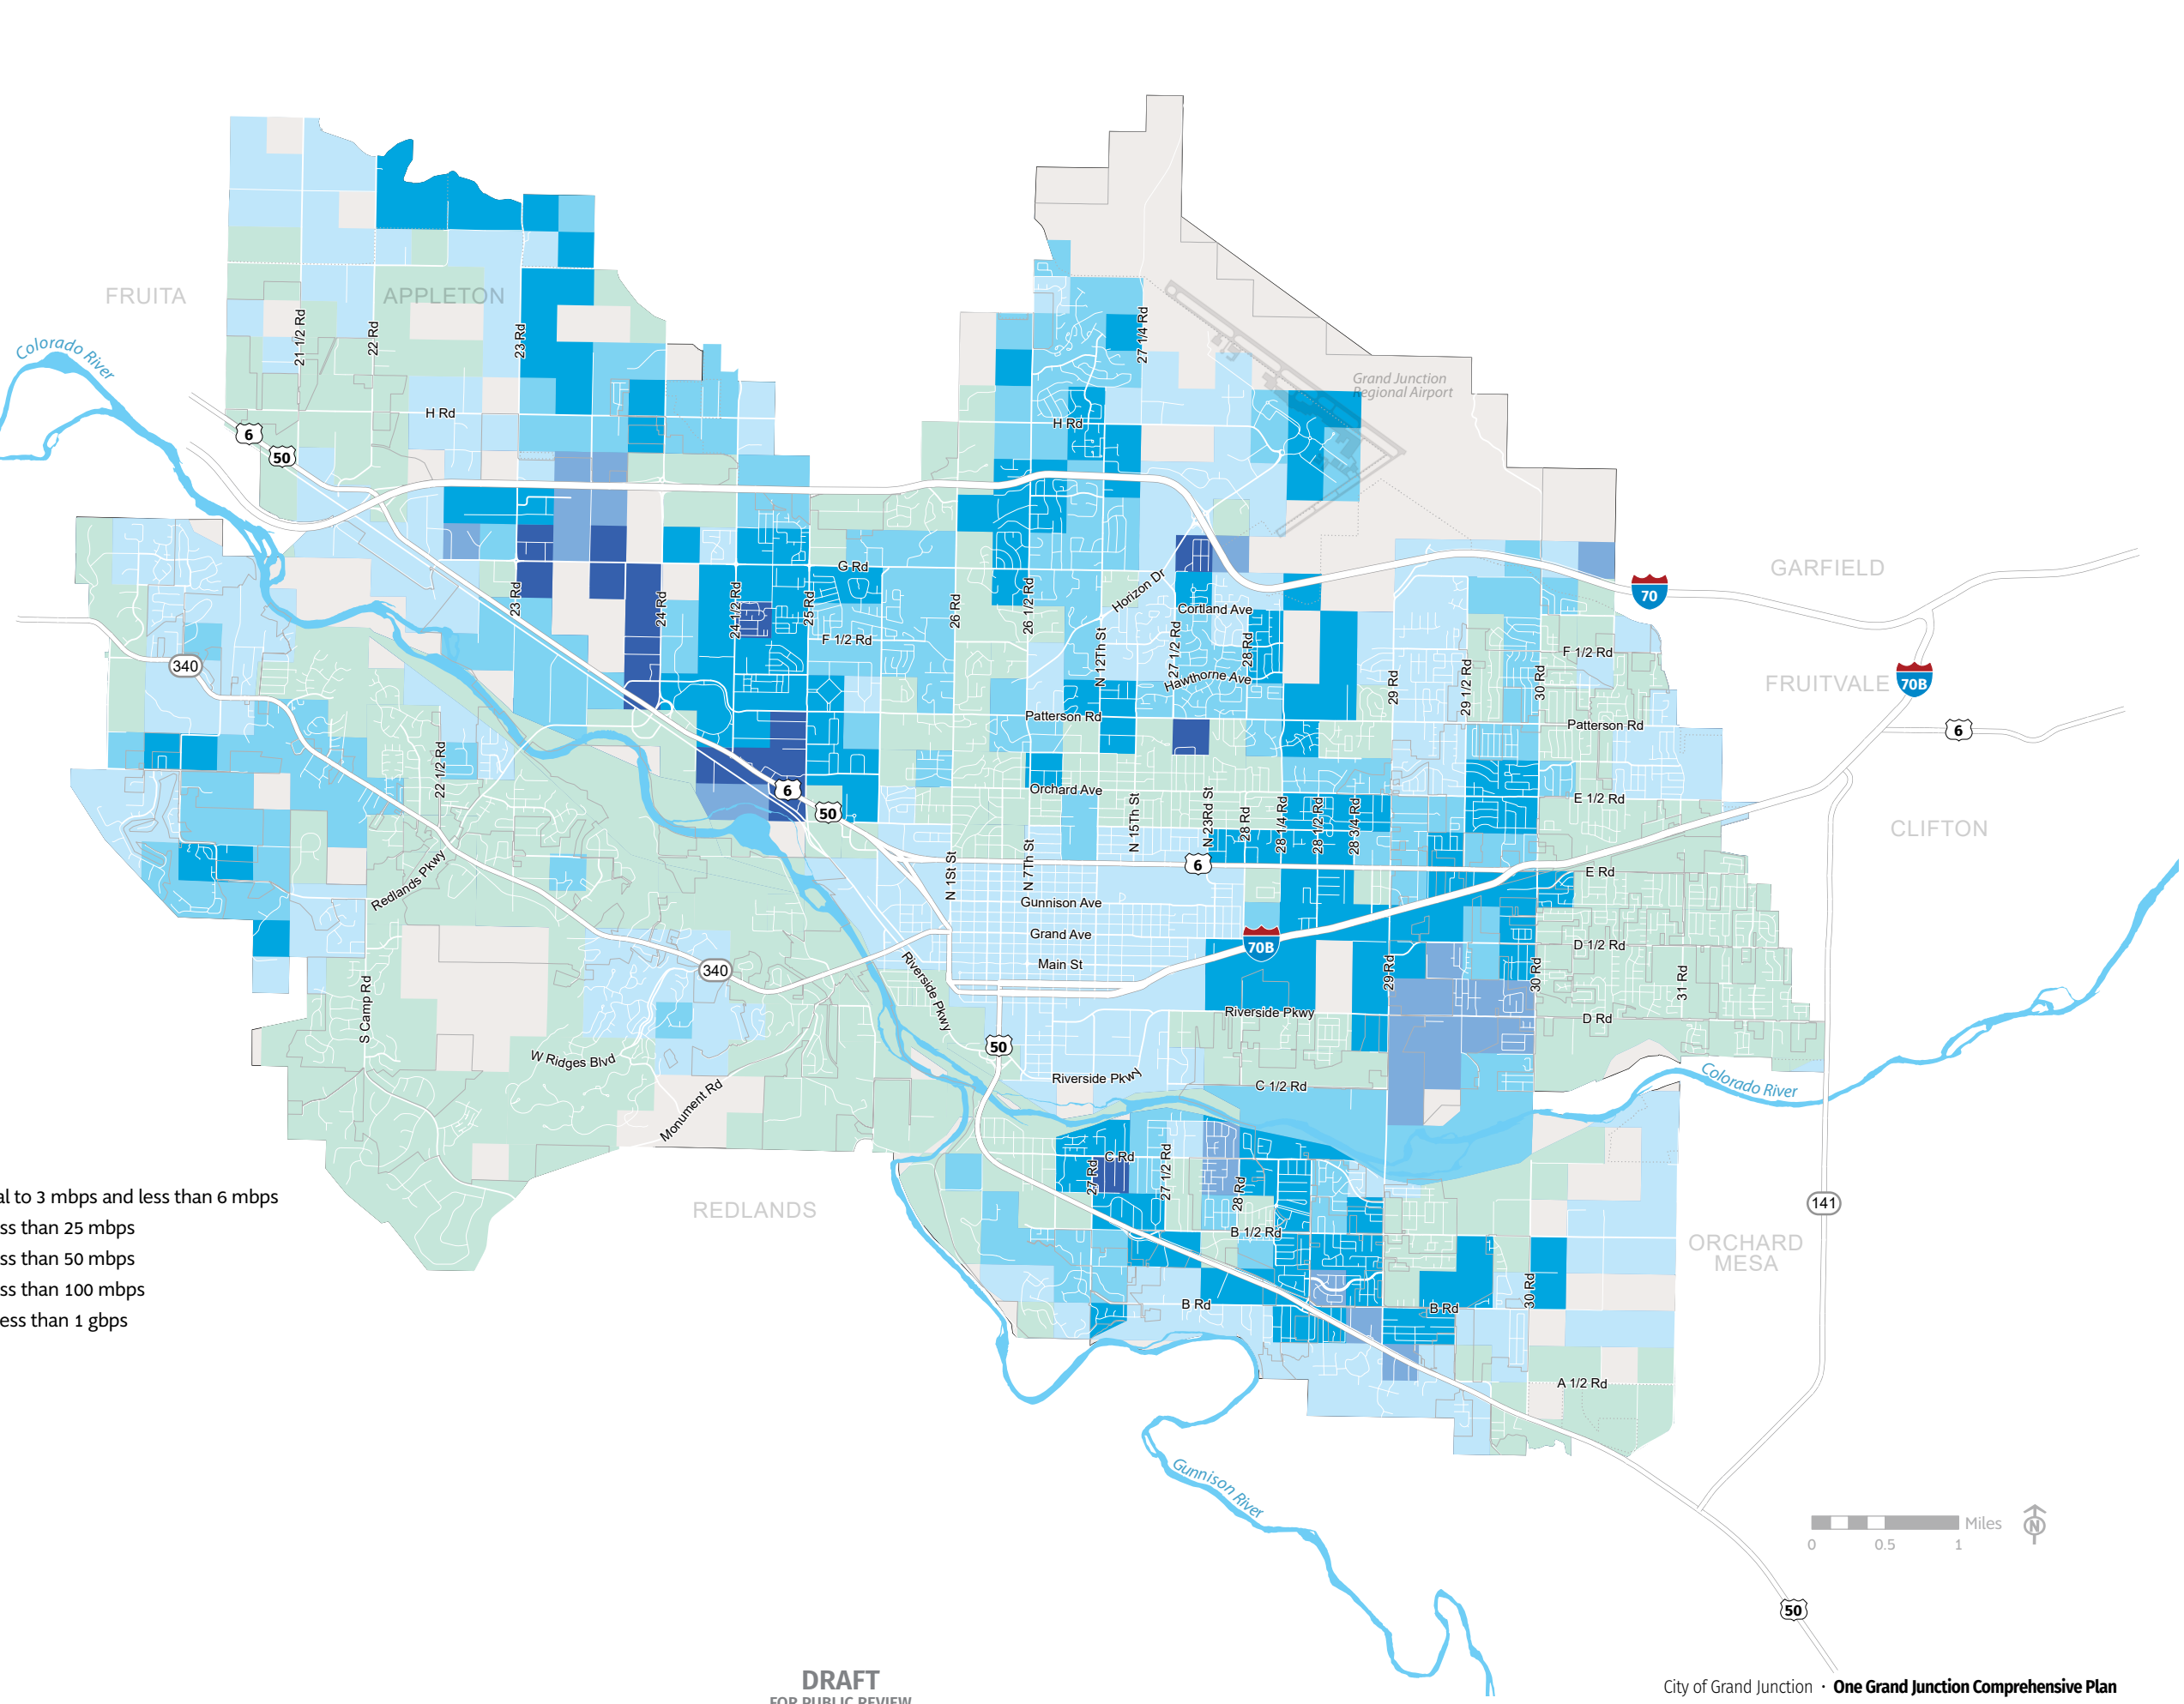 FRUITA
APPLETON
Colorado River
21 1/2 Rd
22 Rd
23 Rd
27 1/4 Rd
Grand Junction
Regional Airport
H Rd
H Rd
6
50
G Rd
Horizon Dr
Cortland Ave
GARFIELD
70
23 Rd
24 Rd
24 1/2 Rd
25 Rd
26 Rd
26 1/2 Rd
F 1/2 Rd
N 12Th St
27 1/2 Rd
28 Rd
Hawthorne Ave
29 Rd
29 1/2 Rd
30 Rd
F 1/2 Rd
340
FRUITVALE
70B
Patterson Rd
Patterson Rd
6
22 1/2 Rd
6
50
Orchard Ave
E 1/2 Rd
N 15Th St
N 23Rd St
28 Rd
28 1/4 Rd
28 1/2 Rd
28 3/4 Rd
CLIFTON
Redlands Pkwy
N 1St St
N 7Th St
6
E Rd
Gunnison Ave
Grand Ave
70B
D 1/2 Rd
Main St
340
Riverside Pkwy
29 Rd
30 Rd
31 Rd
S Camp Rd
Riverside Pkwy
D Rd
50
W Ridges Blvd
Riverside Pkwy
C 1/2 Rd
Colorado River
Monument Rd
C Rd
27 Rd
27 1/2 Rd
28 Rd
al to 3 mbps and less than 6 mbps
REDLANDS
141
ss than 25 mbps
B 1/2 Rd
ORCHARD
MESA
ss than 50 mbps
ss than 100 mbps
30 Rd
B Rd
B Rd
ess than 1 gbps
A 1/2 Rd
Gunnison River
Miles
N
0 0.5 1
50
DRAFT
FOR PUBLIC REVIEW
City of Grand Junction · One Grand Junction Comprehensive Plan